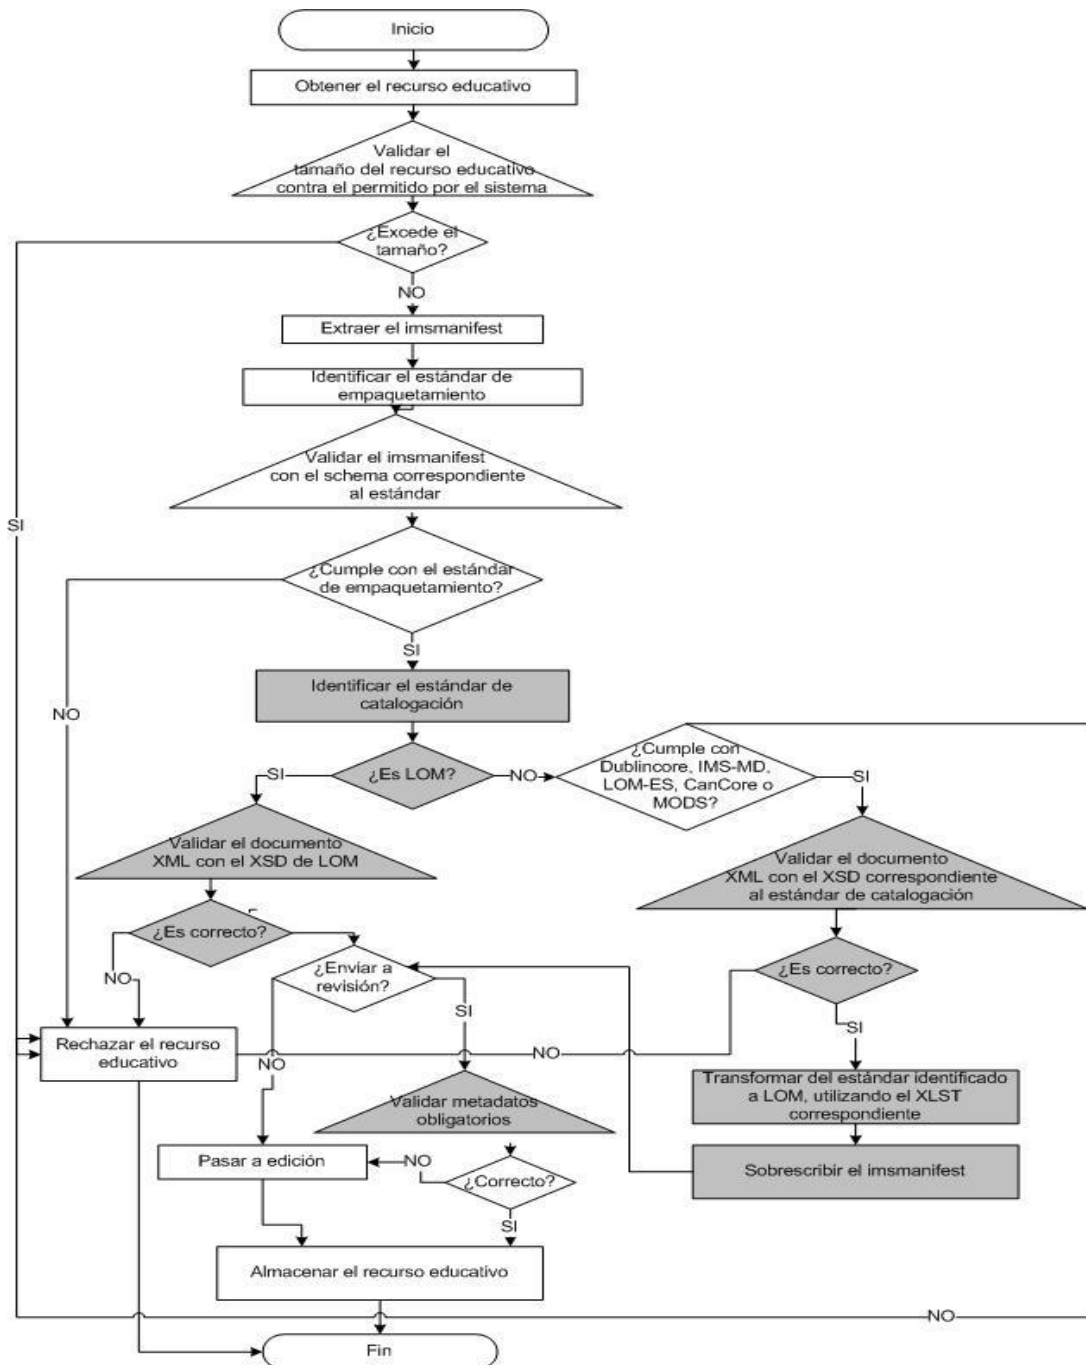 Inicio
Obtener el recurso educativo
Validar el
tamaño del recurso educativo
contra el permitido por el sistema
¿Excede el
tamaño?
NO
Extraer el imsmanifest
Identificar el estándar de
empaquetamiento
Validar el imsmanifest
con el schema correspondiente
al estándar
SI
¿Cumple con el estándar
de empaquetamiento?
SI
Identificar el estándar de
catalogación
NO
¿Es LOM?
SI
NO
¿Cumple con
Dublincore, IMS-MD,
LOM-ES, CanCore o
MODS?
SI
Validar el documento
XML con el XSD de LOM
Validar el documento
XML con el XSD correspondiente
al estándar de catalogación
¿Es correcto?
NO
¿Enviar a
revisión?
¿Es correcto?
SI
SI
Rechazar el recurso
educativo
NO
NO
Transformar del estándar identificado
a LOM, utilizando el XLST
correspondiente
Validar metadatos
obligatorios
Pasar a edición
NO
¿Correcto?
Sobrescribir el imsmanifest
SI
Almacenar el recurso educativo
NO
Fin